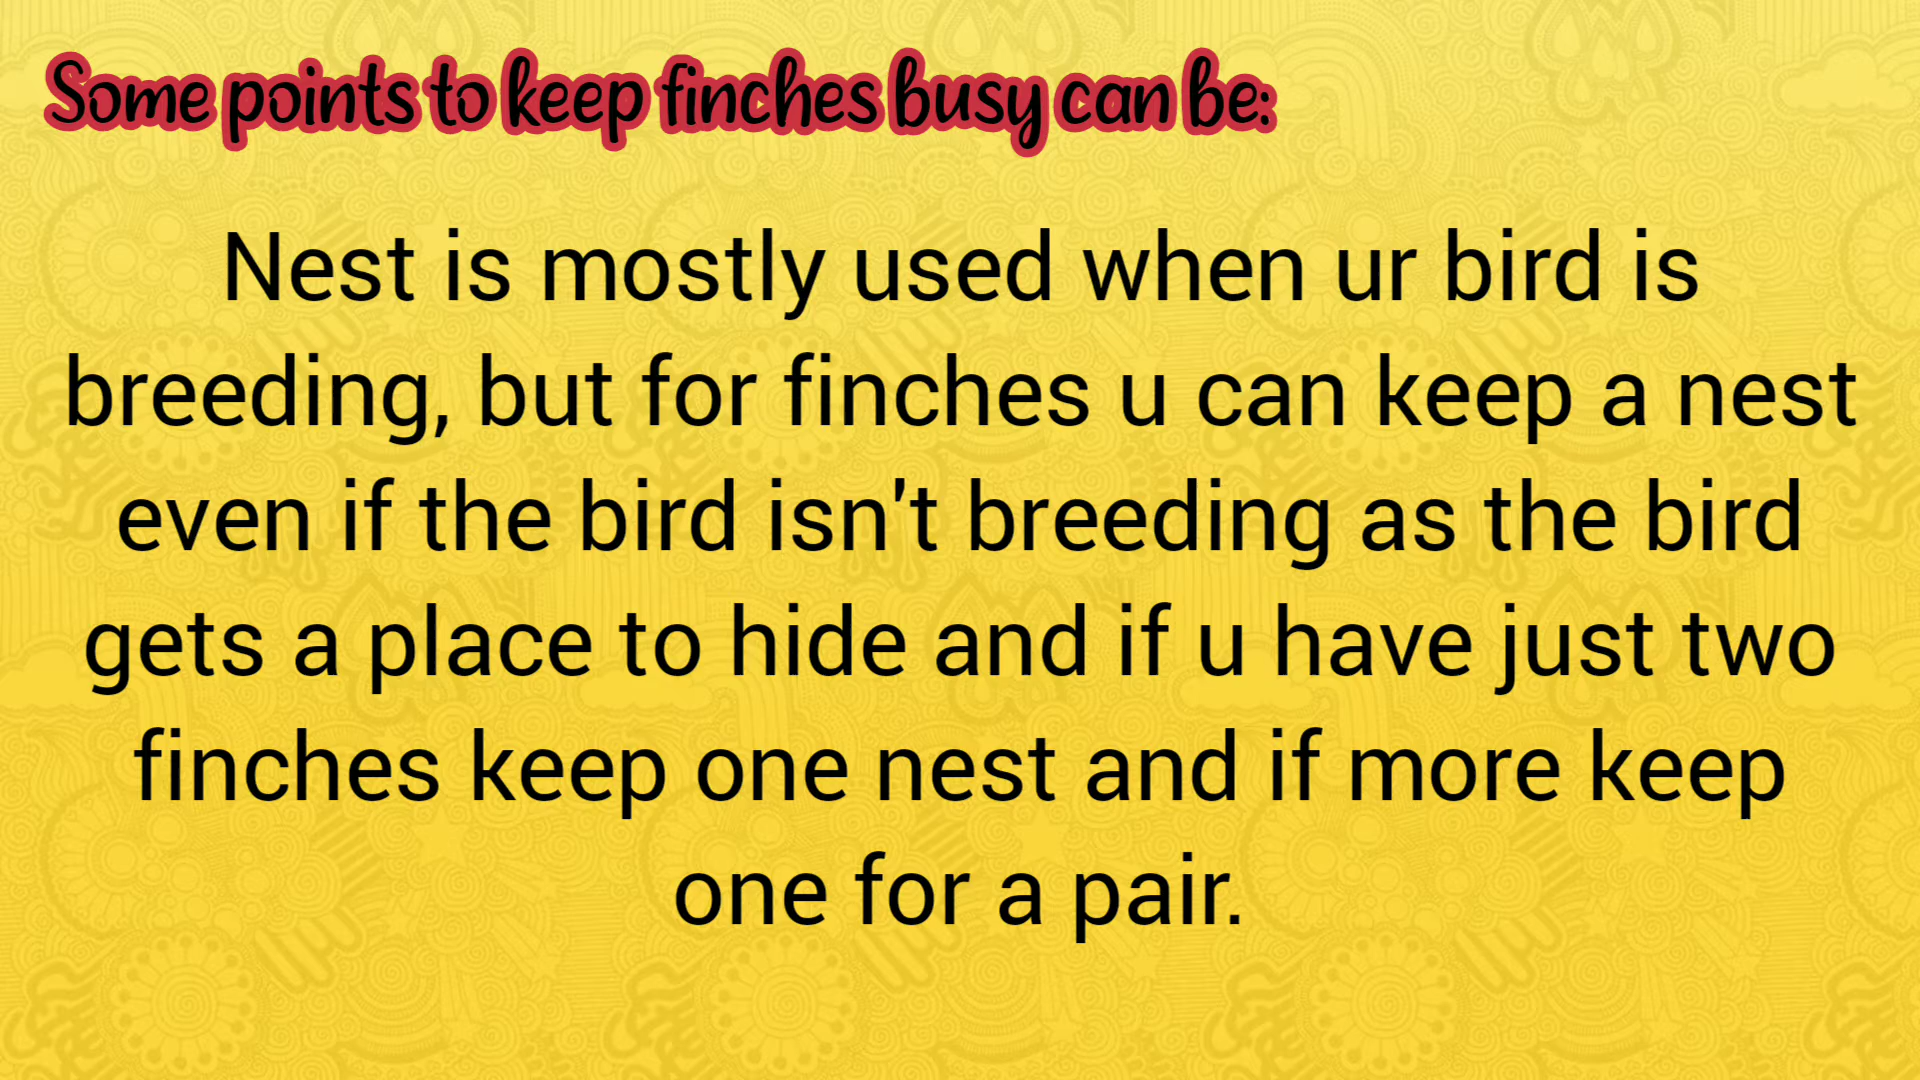 Some points to keep finches busy can be:
Nest is mostly used when ur bird is
breeding, but for finches u can keep a nest
even if the bird isn't breeding as the bird
gets a place to hide and if u have just two
finches keep one nest and if more keep
one for a pair.